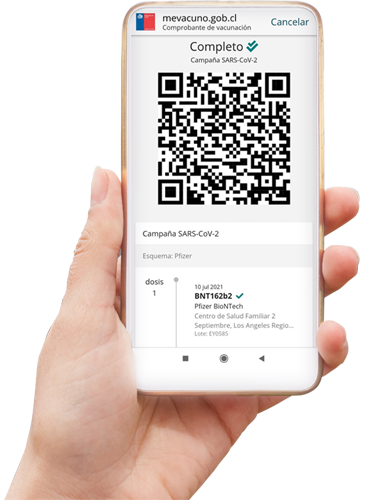 mevacuno.gob.cl
Cancelar
Comprobante de vacunación
Completo
Campaña SARS-CoV-2
Campaña SARS-CoV-2
Esquema: Pfizer
dosis
1
10 jul 2021
BNT162b2
Pfizer BioNTech
Centro de Salud Familiar 2
Septiembre, Los Angeles Regio...
Lote: EY0585